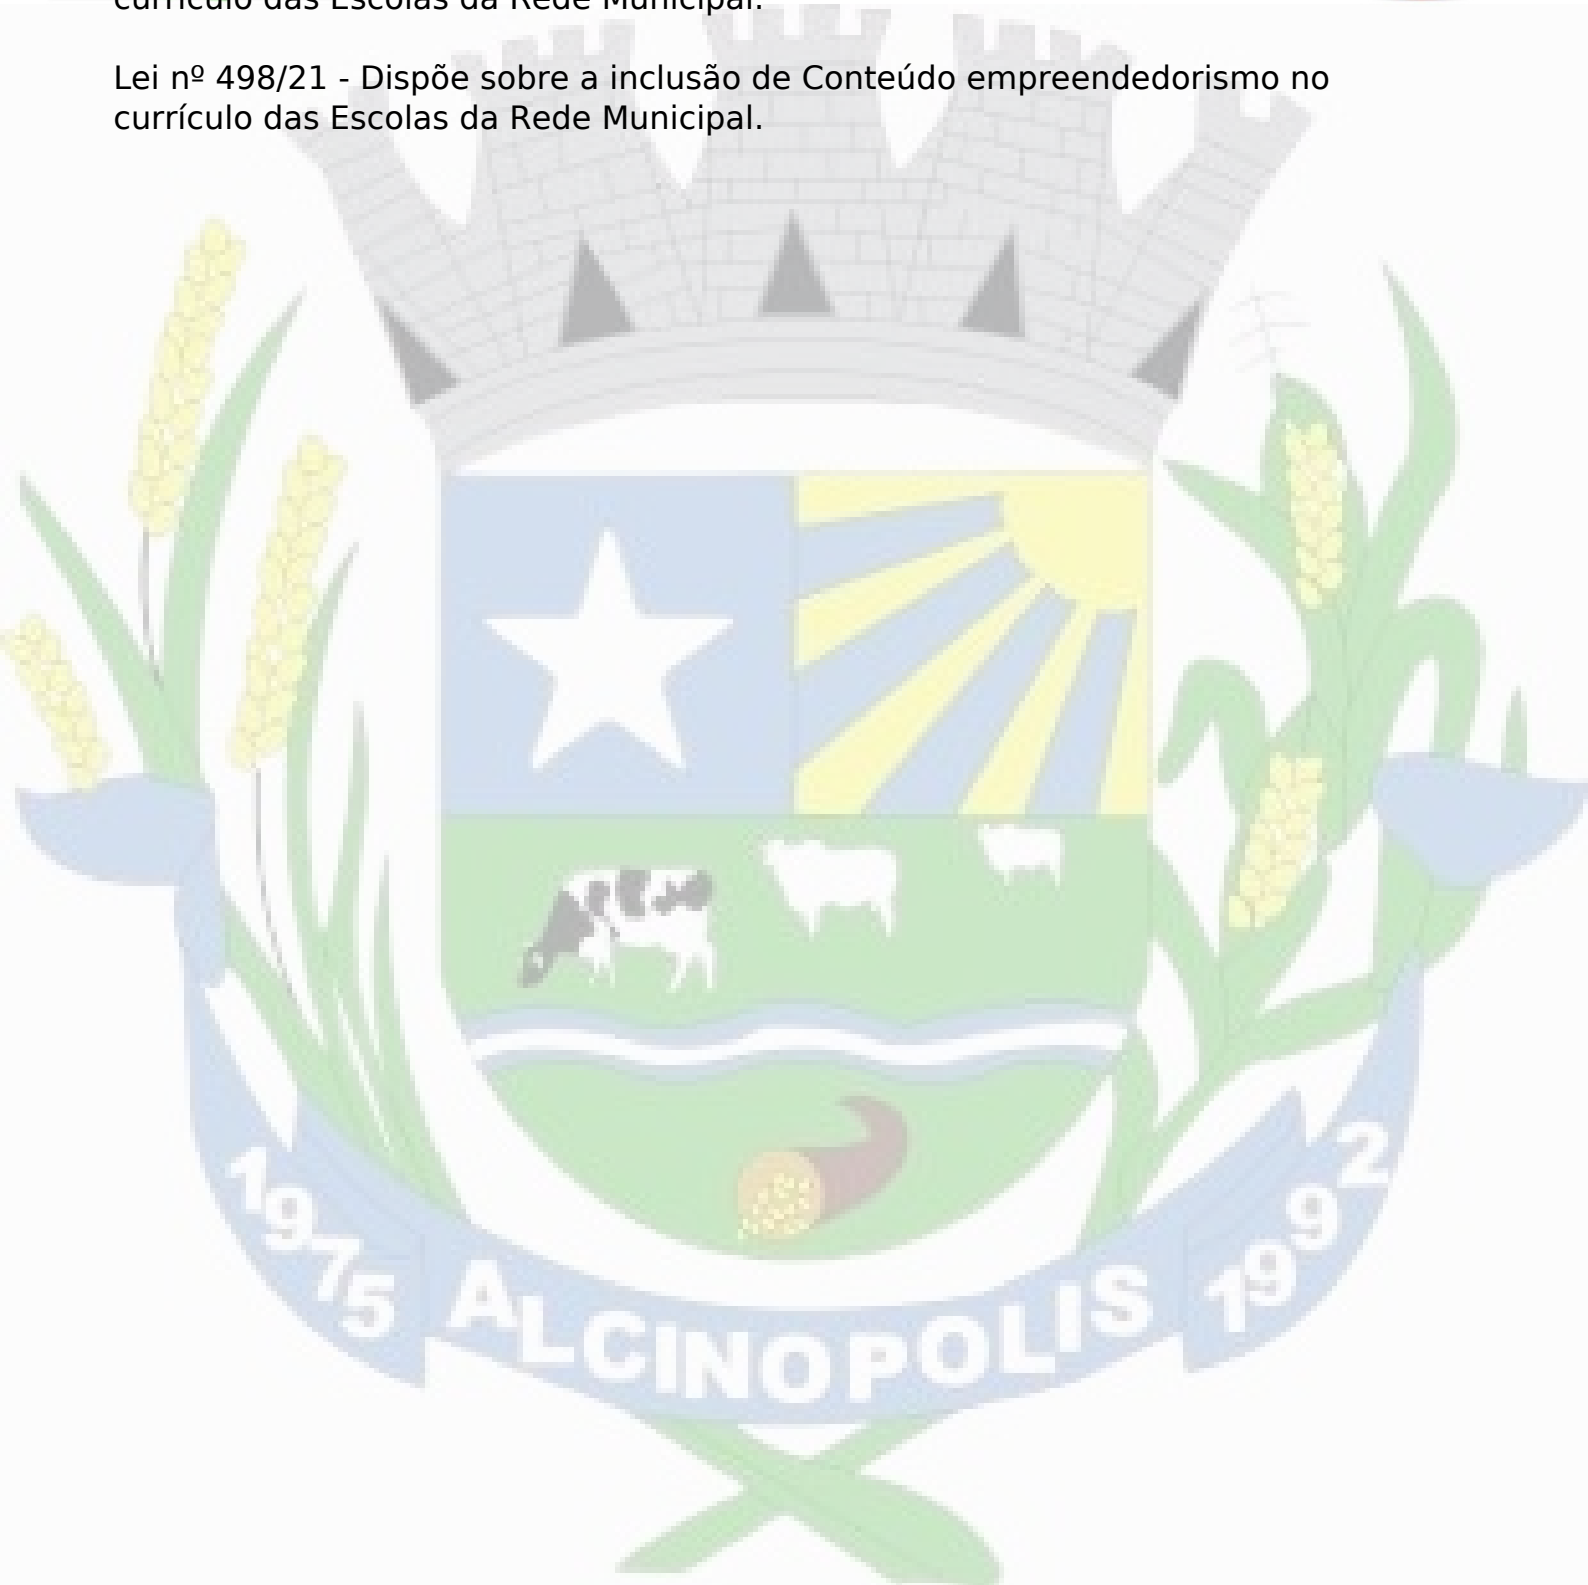 currículo das Escolas da Rede Municipal.
Lei nº 498/21 - Dispõe sobre a inclusão de Conteúdo empreendedorismo no
currículo das Escolas da Rede Municipal.
1975 ALCINOPOLIS 1992